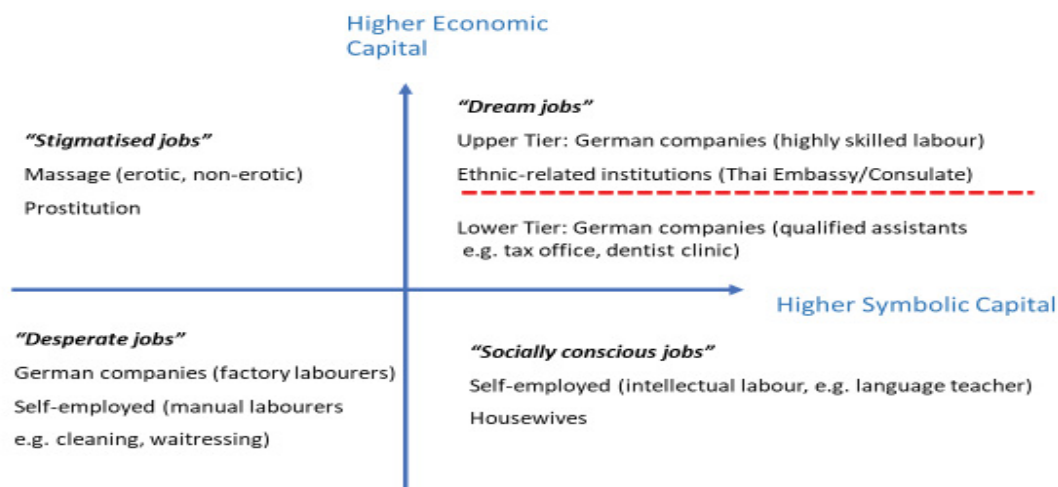 Higher Economic
Capital
“Stigmatised jobs”
Massage (erotic, non-erotic)
Prostitution
“Dream jobs”
Upper Tier: German companies (highly skilled labour)
Ethnic-related institutions (Thai Embassy/Consulate)
Lower Tier: German companies (qualified assistants
e.g. tax office, dentist clinic)
Higher Symbolic Capital
“Desperate jobs”
German companies (factory labourers)
Self-employed (manual labourers
e.g. cleaning, waitressing)
“Socially conscious jobs”
Self-employed (intellectual labour, e.g. language teacher)
Housewives